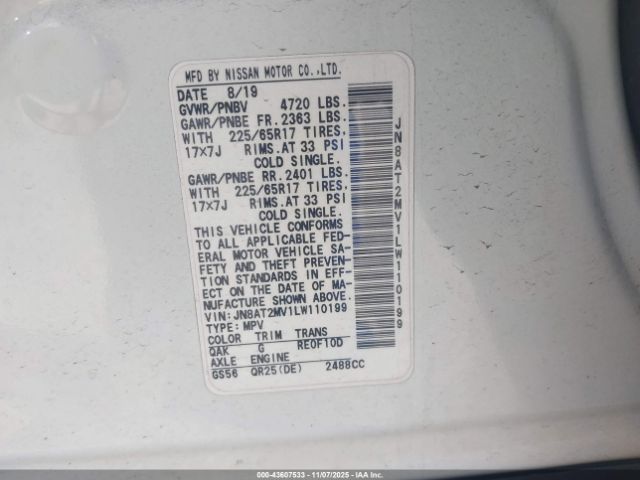 MFD BY NISSAN MOTOR CO.,LTD.
DATE 8/19
GVWR/PNBV 4720 LBS.
GAWR/PNBE FR. 2363 LBS.
WITH 225/65R17 TIRES,
17X7J RIMS.AT 33 PSI
COLD SINGLE.
GAWR/PNBE RR. 2401 LBS.
WITH 225/65R17 TIRES,
17X7J RIMS.AT 33 PSI
COLD SINGLE.
THIS VEHICLE CONFORMS
TO ALL APPLICABLE FED-
ERAL MOTOR VEHICLE SA-
FETY AND THEFT PREVEN-
TION STANDARDS IN EFF-
ECT ON THE DATE OF MA-
NUFACTURE SHOWN ABOVE.
VIN: JN8AT2MV1LW110199
TYPE: MPV
COLOR TRIM TRANS
QAK G RE0F10D
AXLE ENGINE
GS56 QR25(DE) 2488CC
JN8AT2MV1LW110199
000-43607533 - 11/07/2025 - IAAI.com